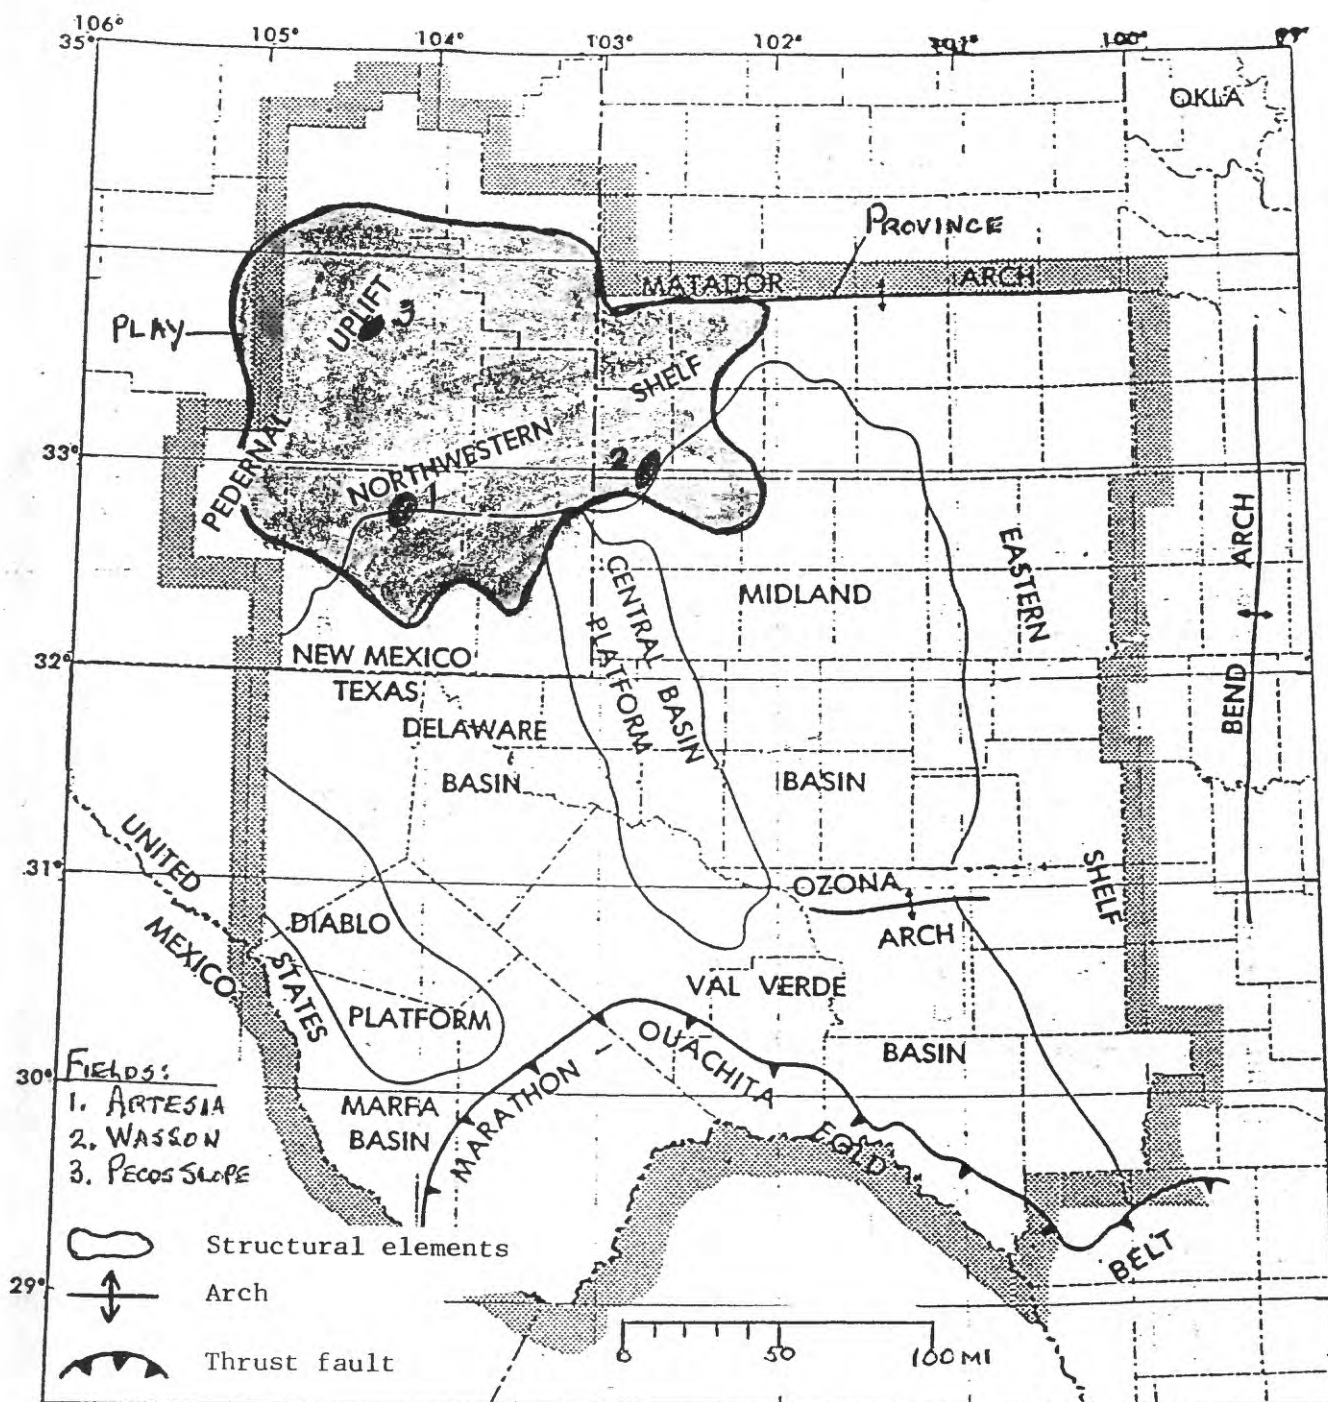 106° 105° 104° 103° 102° 101° 100° 99°
35°
OKLA
PROVINCE
MATADOR ARCH
PLAY
UPLIFT
3
SHELF
33°
PEDERNAL
NORTHWESTERN
2
1
EASTERN
ARCH
MIDLAND
CENTRAL BASIN
PLATFORM
32°
NEW MEXICO
TEXAS
DELAWARE
BASIN
BASIN
BEND
31°
UNITED
STATES
MEXICO
OZONA
ARCH
SHELF
DIABLO
PLATFORM
VAL VERDE
BASIN
MARATHON
OUACHITA
FOLD
BELT
30°
MARFA
BASIN
FIELDS:
1. ARTESIA
2. WASSON
3. PECOS SLOPE
Structural elements
29°
Arch
Thrust fault
0 50 100 MI